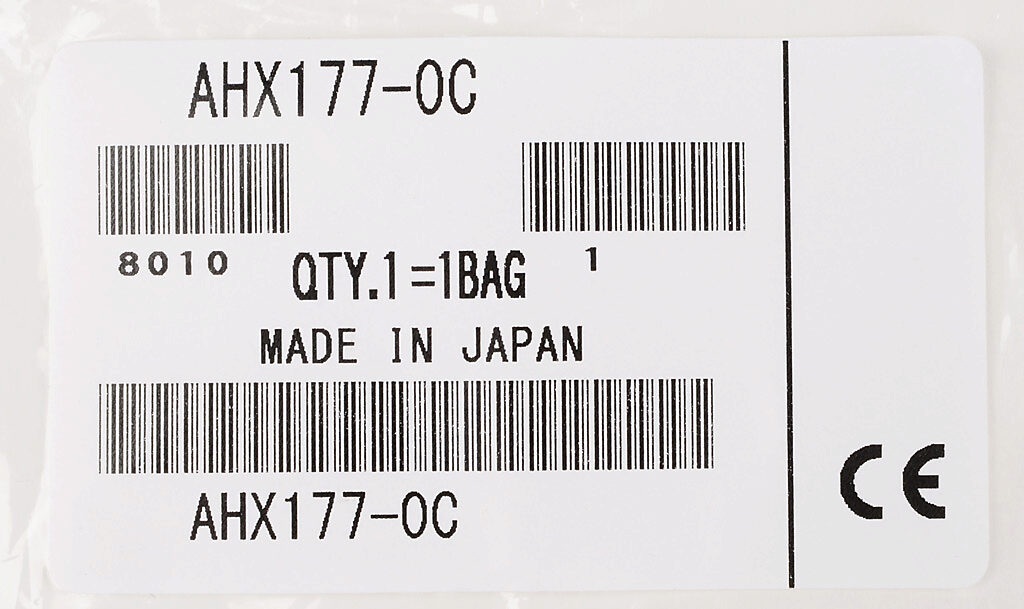 AHX177-0C
8010
QTY.1=1BAG
1
MADE IN JAPAN
AHX177-0C
CE